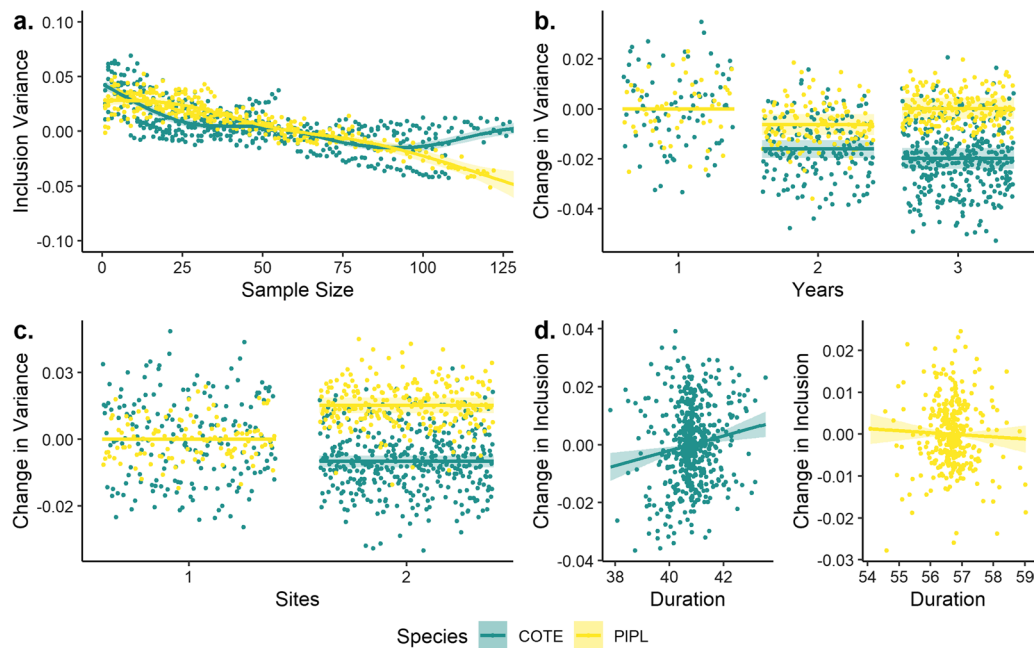 a.
Inclusion Variance
0.10
0.05
0.00
-0.05
-0.10
0 25 50 75 100 125
Sample Size
b.
Change in Variance
0.02
0.00
-0.02
-0.04
1 2 3
Years
c.
Change in Variance
0.03
0.00
-0.02
1 2
Sites
d.
Change in Inclusion
0.04
0.02
0.00
-0.02
-0.04
38 40 42
Duration
Change in Inclusion
0.02
0.01
0.00
-0.01
-0.03
54 55 56 57 58 59
Duration
Species COTE PIPL